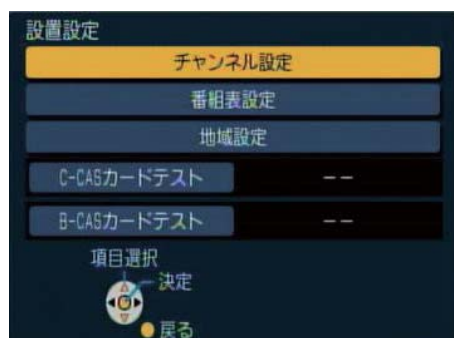 設置設定
チャンネル設定
番組表設定
地域設定
C-CASカードテスト --
B-CASカードテスト --
項目選択
決定
戻る